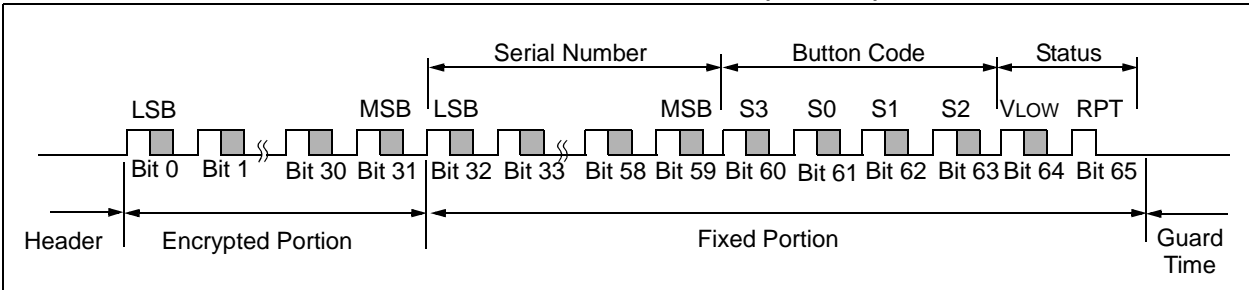 Serial Number Button Code Status
LSB MSB LSB MSB S3 S0 S1 S2 VLOW RPT
Bit 0 Bit 1 Bit 30 Bit 31 Bit 32 Bit 33 Bit 58 Bit 59 Bit 60 Bit 61 Bit 62 Bit 63 Bit 64 Bit 65
Header Encrypted Portion Fixed Portion Guard
Time